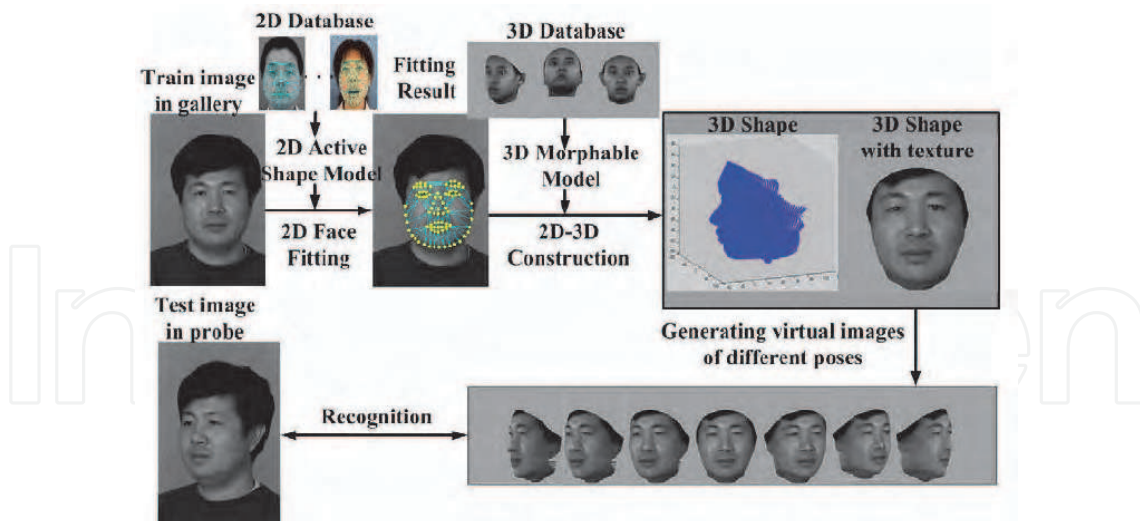 2D Database
3D Database
Train image
in gallery
Fitting
Result
2D Active
Shape Model
3D Morphable
Model
3D Shape
3D Shape
with texture
2D Face
Fitting
2D-3D
Construction
Test image
in probe
Generating virtual images
of different poses
Recognition